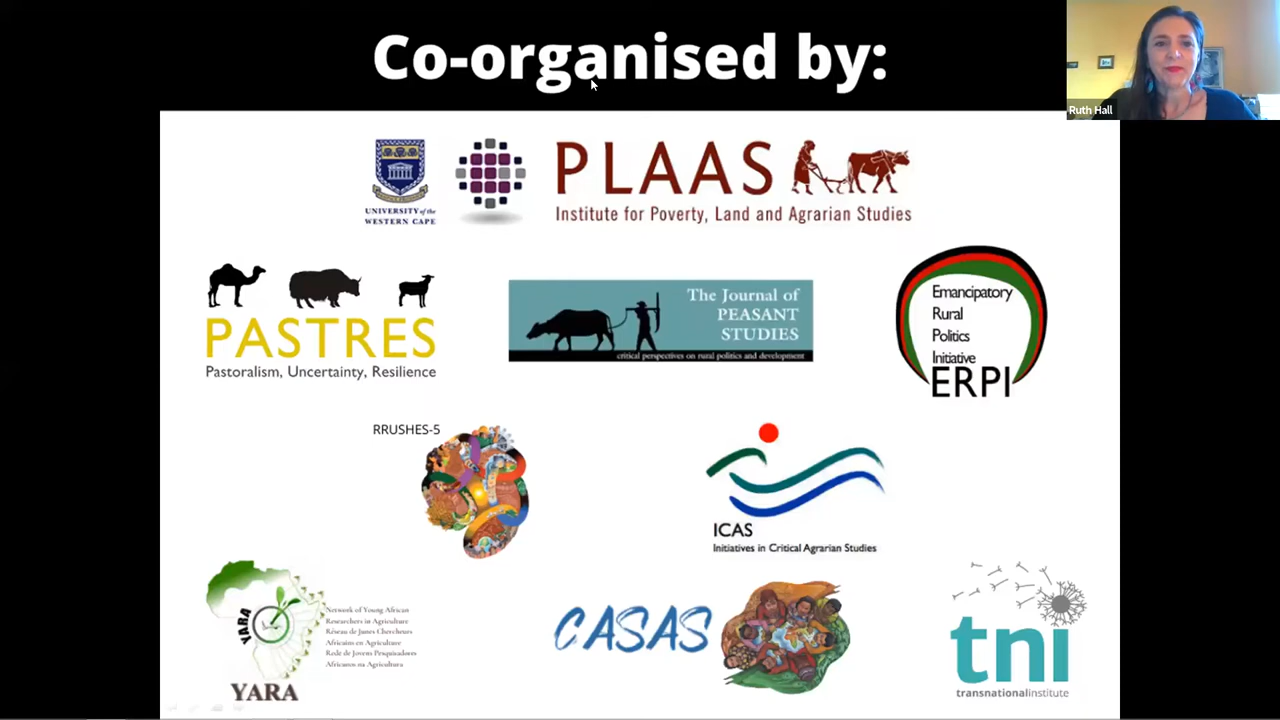 Co-organised by:
Ruth Hall
UNIVERSITY of the
WESTERN CAPE
PLAAS
Institute for Poverty, Land and Agrarian Studies
PASTRES
Pastoralism, Uncertainty, Resilience
The Journal of
PEASANT
STUDIES
critical perspectives on rural politics and development
Emancipatory
Rural
Politics
Initiative
ERPI
RRUSHES-5
ICAS
Initiatives in Critical Agrarian Studies
YARA
Network of Young African
Researchers in Agriculture
Réseau de Junes Chercheurs
Africains en Agriculture
Rede de Jovens Pesquisadores
Africanos na Agricultura
YARA
CASAS
tni
transnationalinstitute